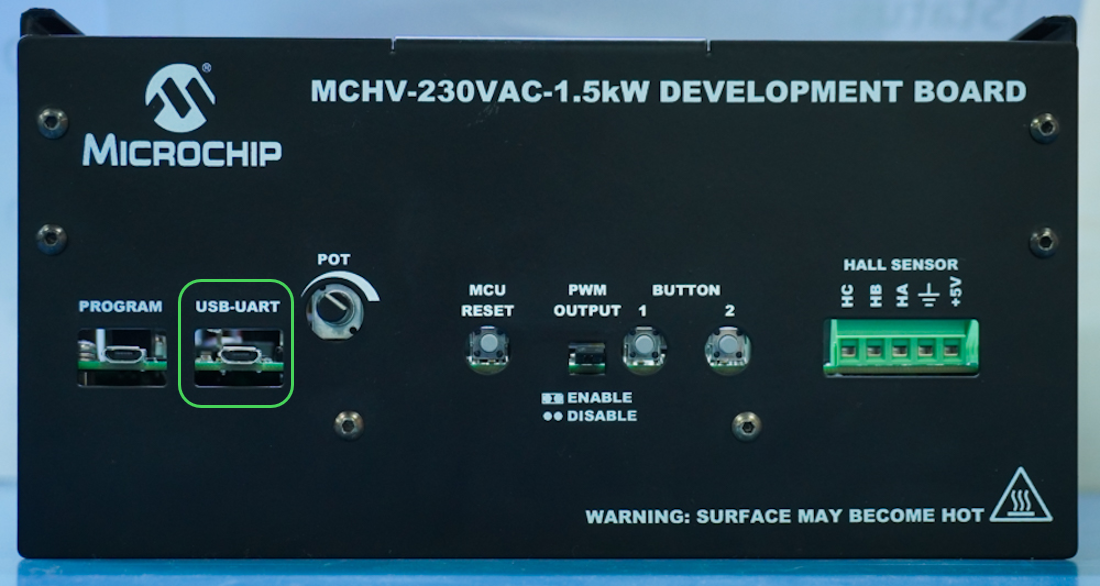 MCHV-230VAC-1.5kW DEVELOPMENT BOARD
MICROCHIP
®
POT
PROGRAM
USB-UART
MCU
RESET
PWM
OUTPUT
BUTTON
1
2
ENABLE
DISABLE
HALL SENSOR
HC
HB
HA
+5V
WARNING: SURFACE MAY BECOME HOT